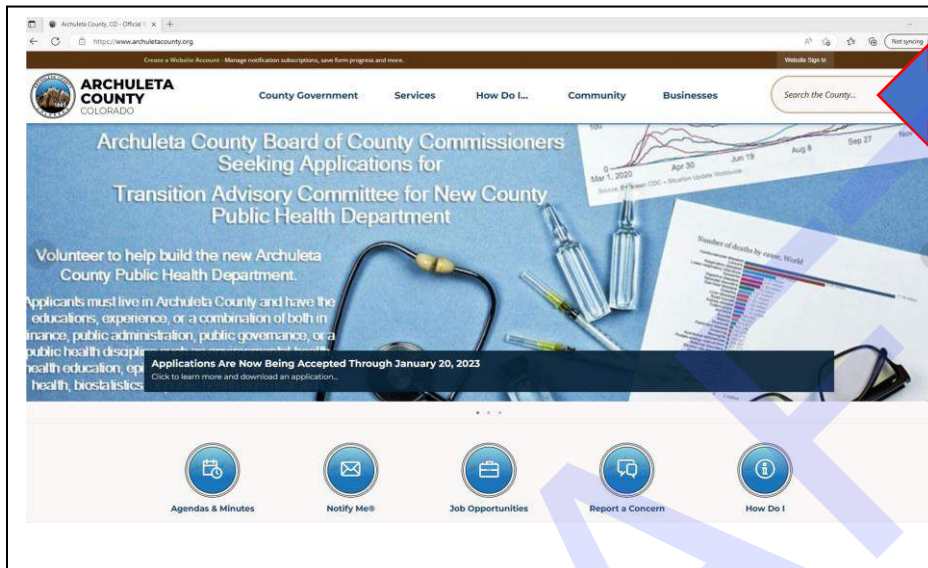 Archuleta County, CO - Official
https://www.archuletacounty.org
Not syncing
Create a Website Account - Manage notification subscriptions, save form progress and more.
Website Sign In
ARCHULETA
COUNTY
COLORADO
County Government
Services
How Do I...
Community
Businesses
Search the County...
Archuleta County Board of County Commissioners
Seeking Applications for
Transition Advisory Committee for New County
Public Health Department
Volunteer to help build the new Archuleta
County Public Health Department.
Applicants must live in Archuleta County and have the
educations, experience, or a combination of both in
finance, public administration, public governance, or a
public health
health education,
health, biostatistics
100
0
Mar 1, 2020
Apr 30
Jun 19
Aug 8
Sep 27
Nov
Number of deaths by cause, World
Applications Are Now Being Accepted Through January 20, 2023
Click to learn more and download an application...
Agendas & Minutes
Notify Me®
Job Opportunities
Report a Concern
How Do I